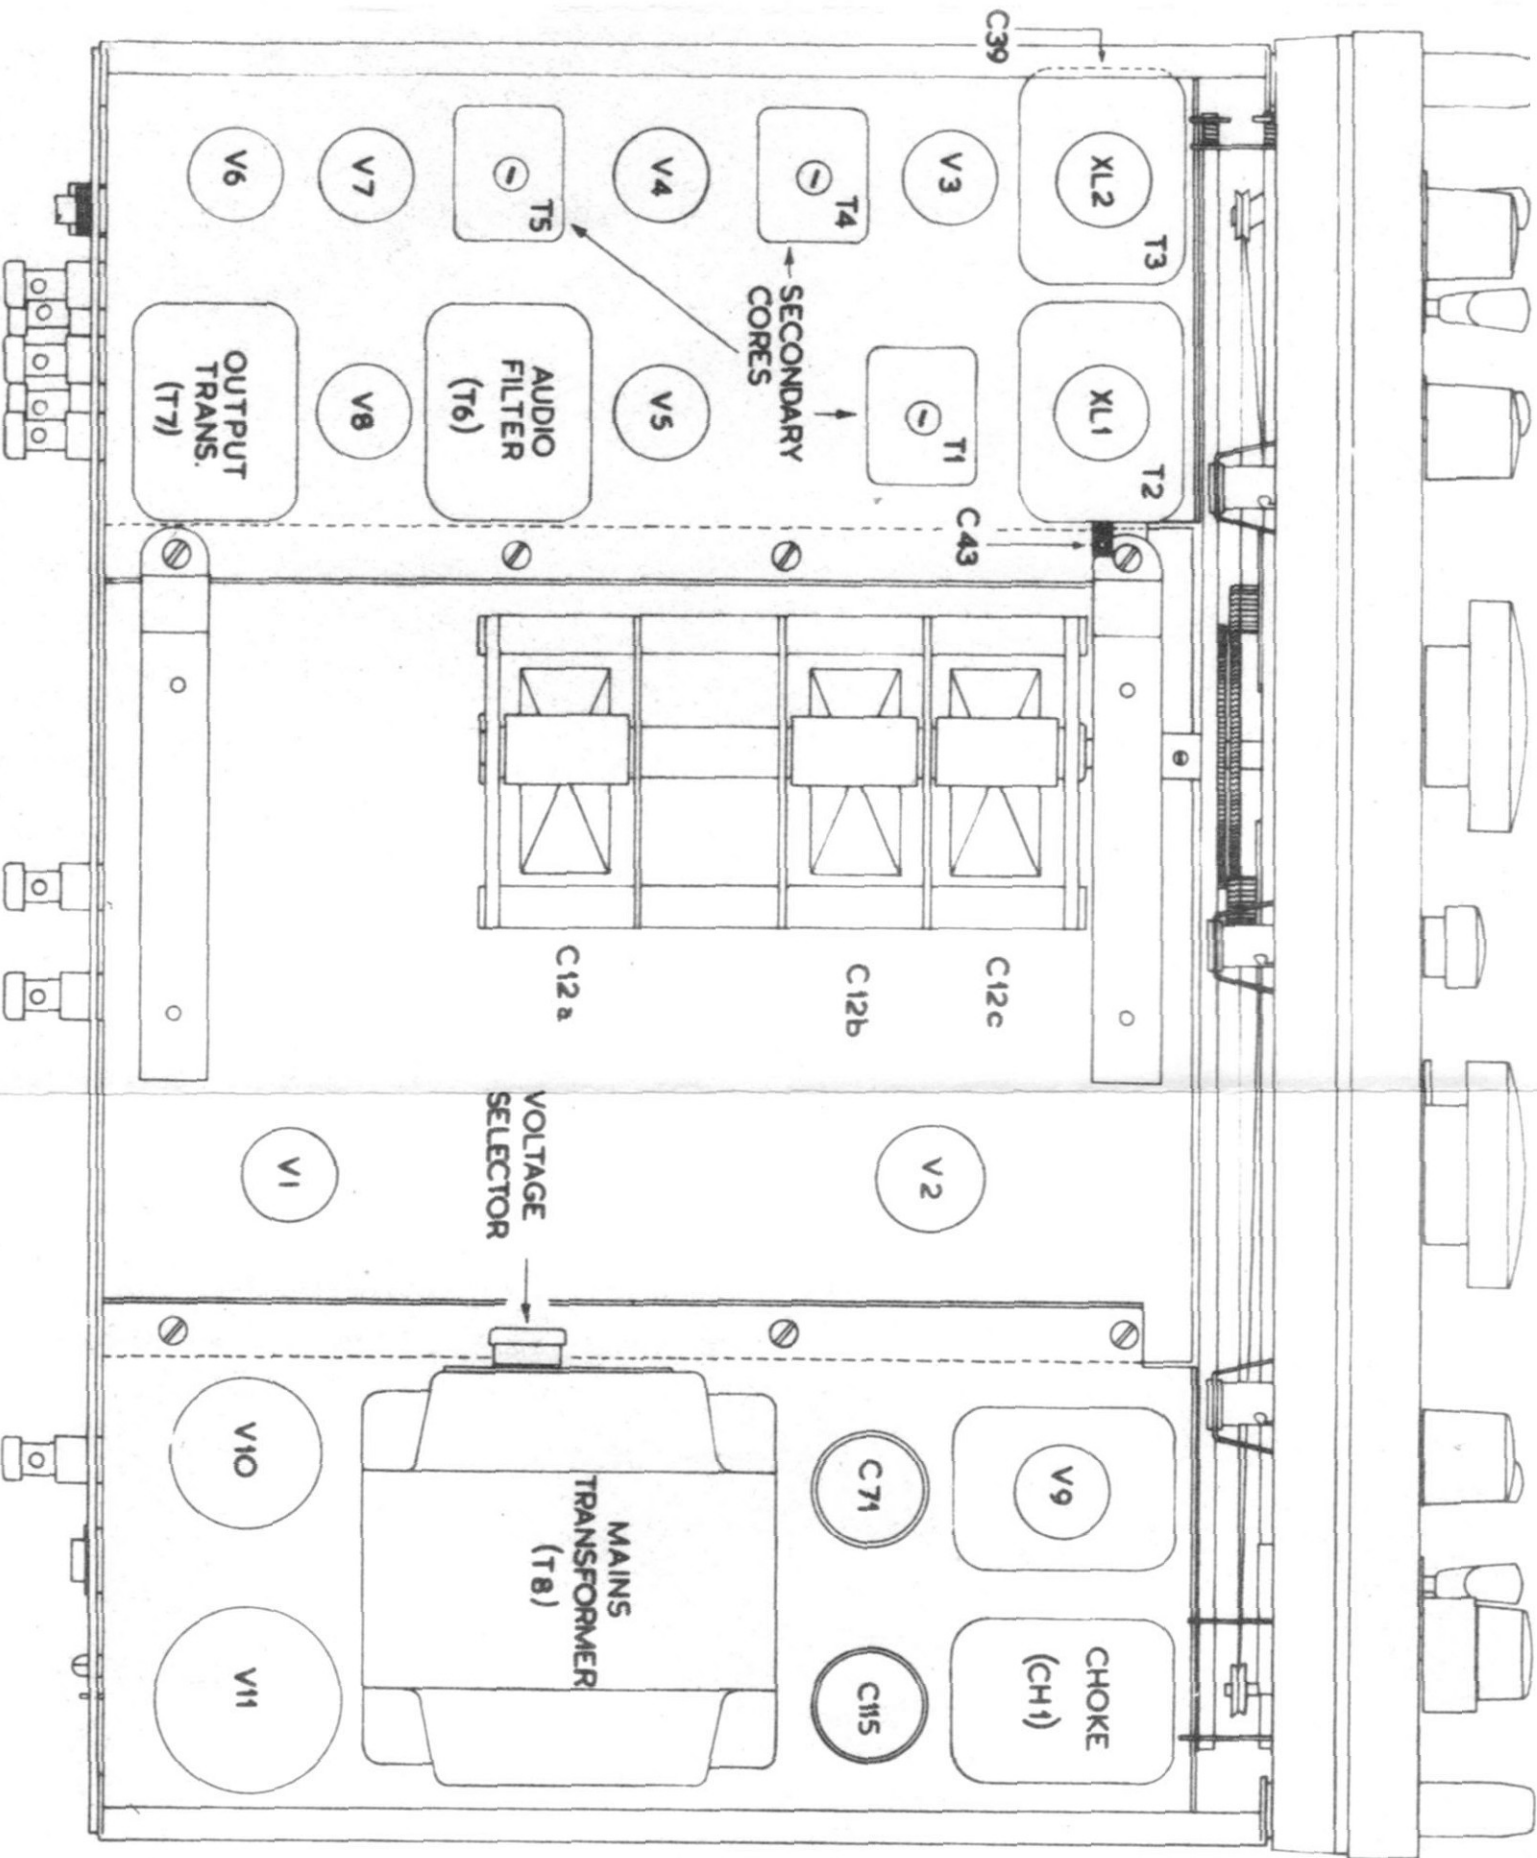 C39
XL2
T3
V3
T4
V4
T5
V7
V6
SECONDARY
CORES
XL1
T2
T1
V5
AUDIO
FILTER
(T6)
V8
OUTPUT
TRANS.
(T7)
C43
C12c
C12b
C12a
V2
VOLTAGE
SELECTOR
V1
V9
C71
MAINS
TRANSFORMER
(T8)
V10
CHOKE
(CH1)
C115
V11